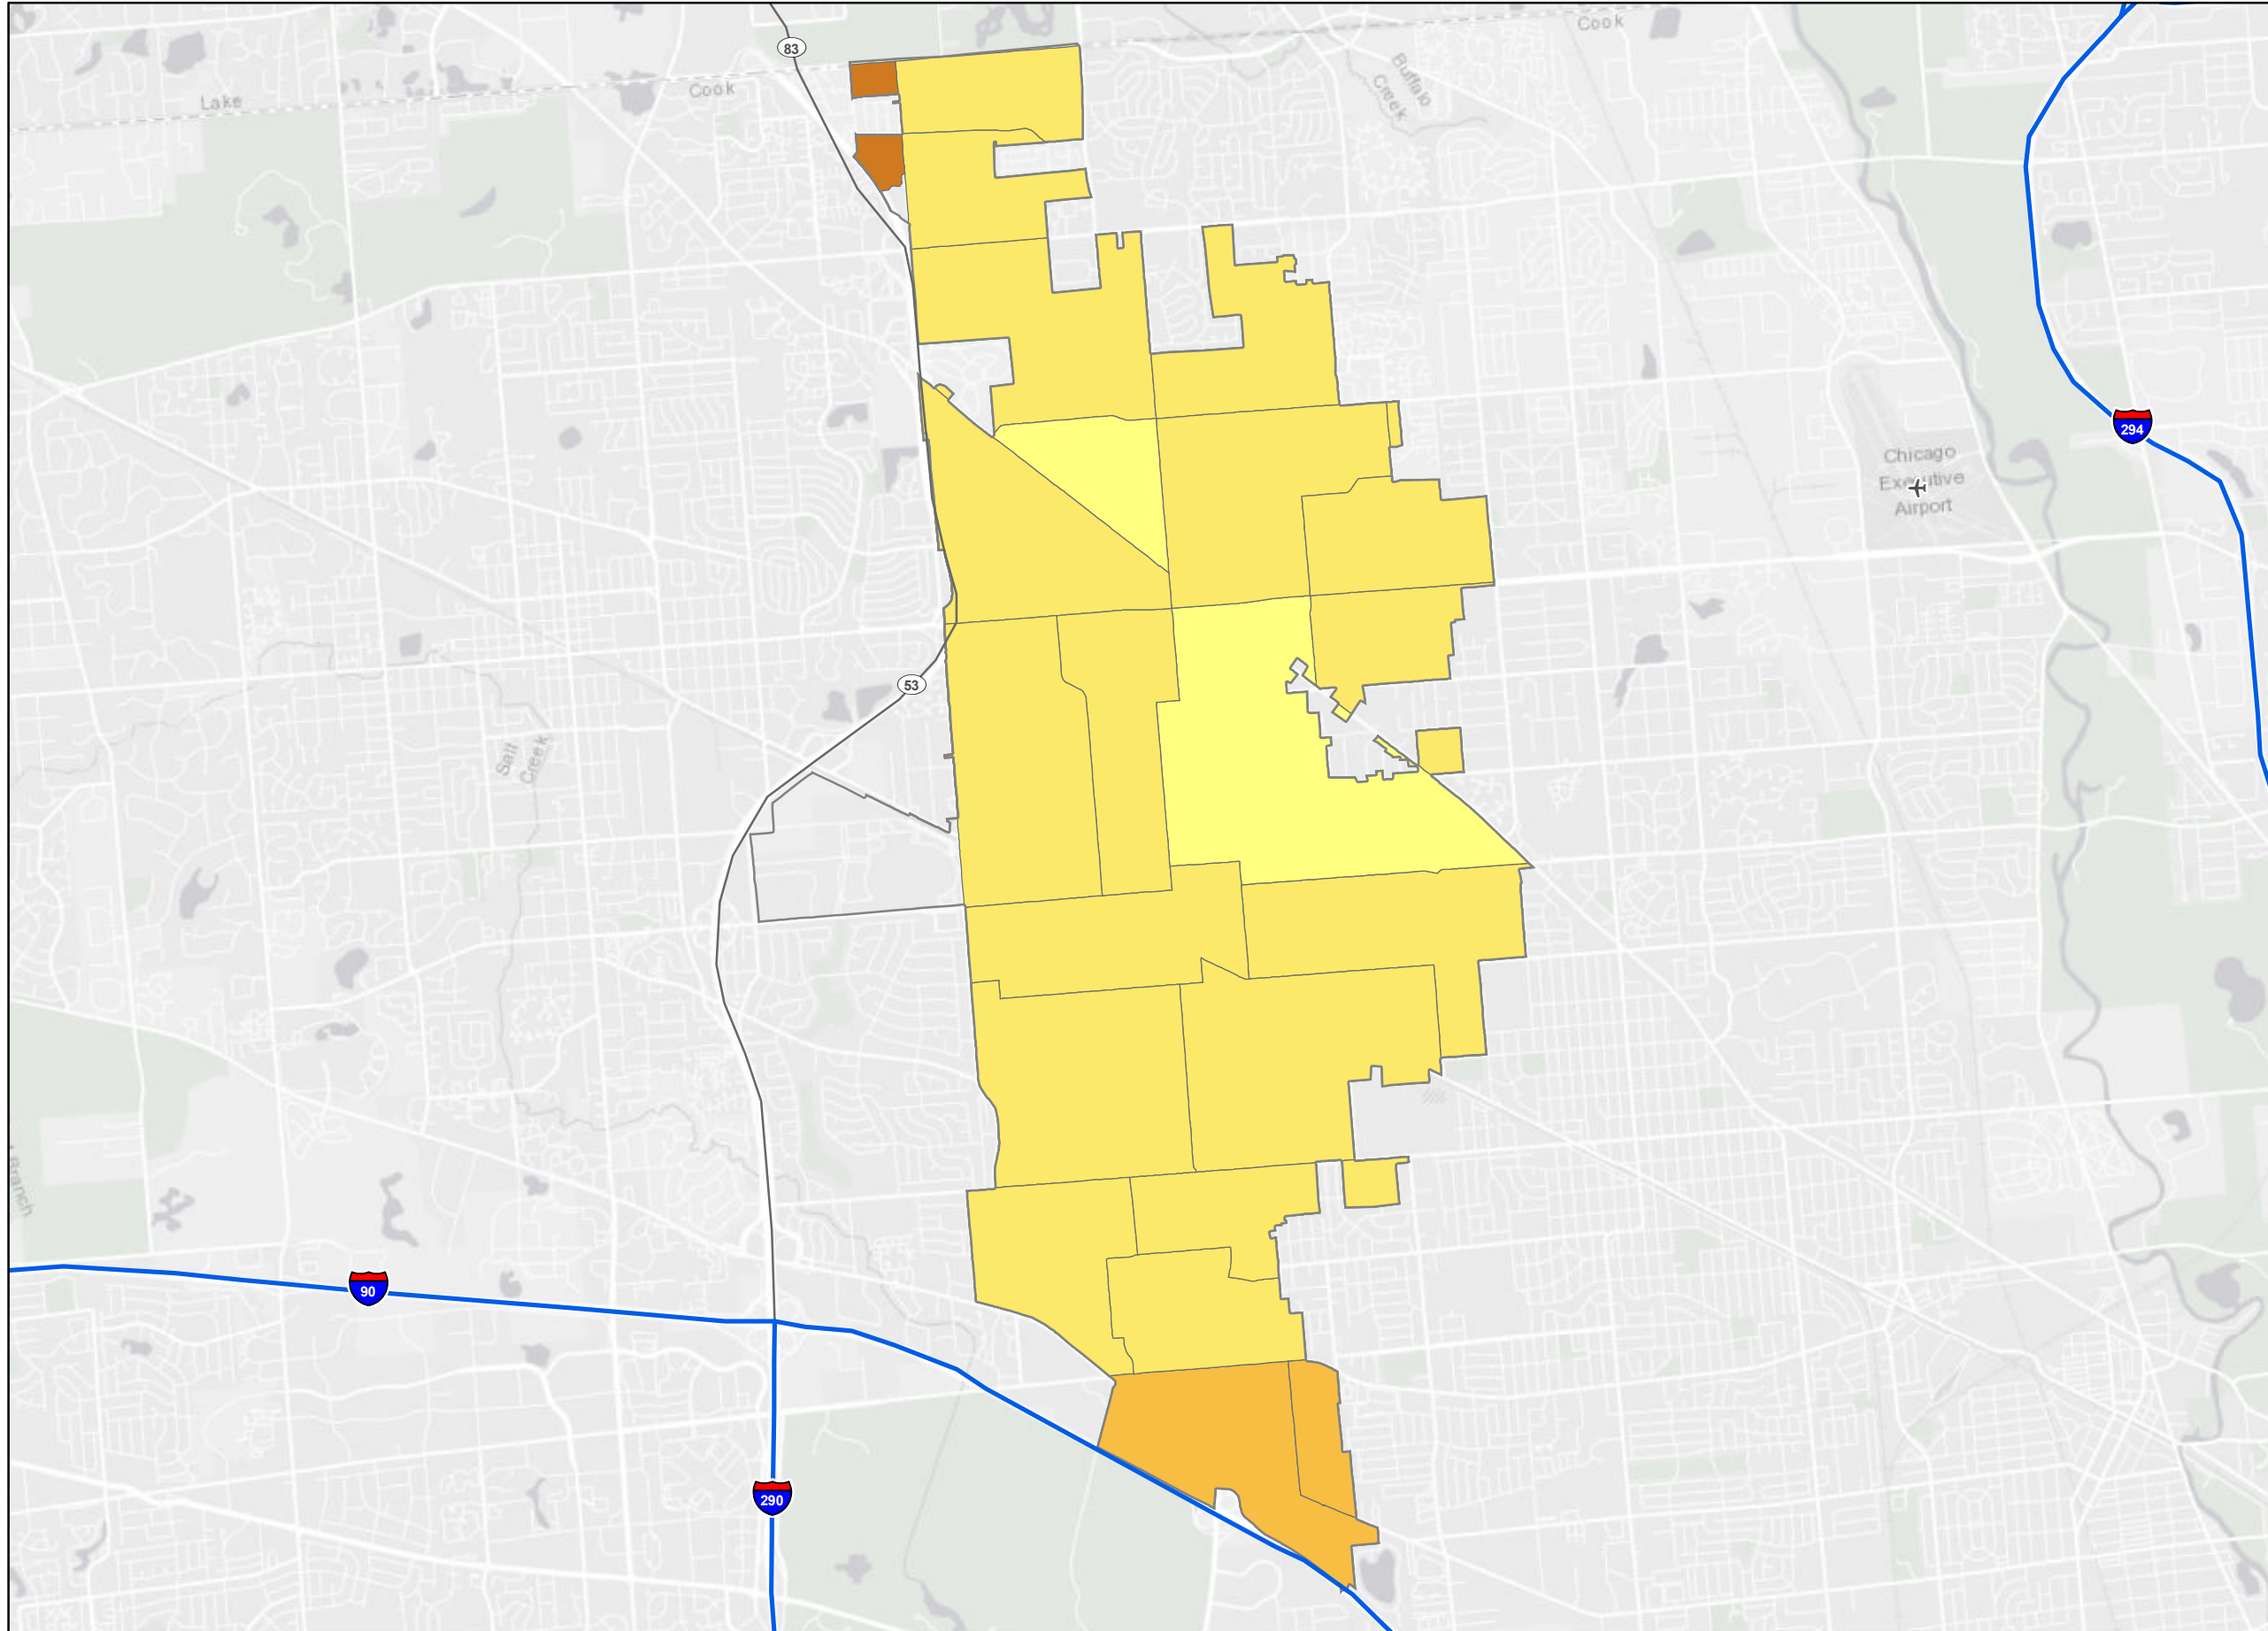 Cook
83
Buffalo
Creek
Lake
Cook
294
Chicago
Executive
Airport
53
Salt
Creek
Branch
90
290